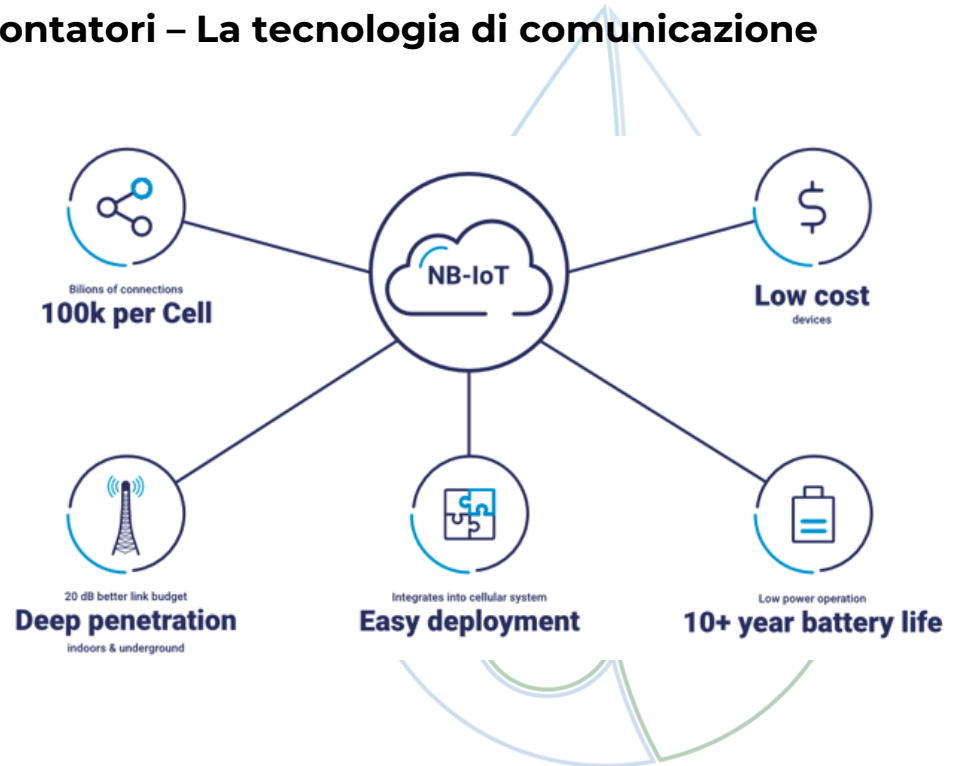 ontatori – La tecnologia di comunicazione
NB-IoT
Bilions of connections
100k per Cell
Low cost
devices
20 dB better link budget
Deep penetration
indoors & underground
Integrates into cellular system
Easy deployment
Low power operation
10+ year battery life